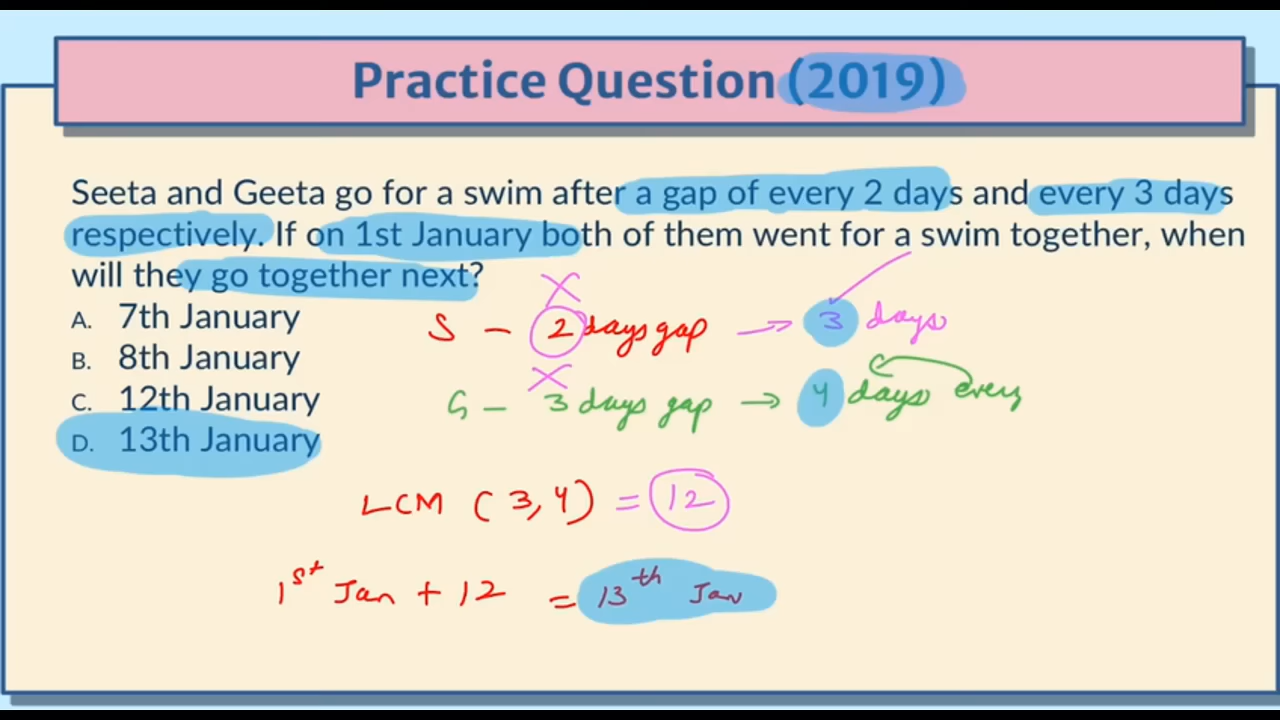 Practice Question (2019)
Seeta and Geeta go for a swim after a gap of every 2 days and every 3 days
respectively. If on 1st January both of them went for a swim together, when
will they go together next?
A. 7th January
B. 8th January
C. 12th January
D. 13th January
S - 2 days gap → 3 days
G - 3 days gap → 4 days every
LCM (3,4) = 12
1st Jan + 12 = 13th Jan